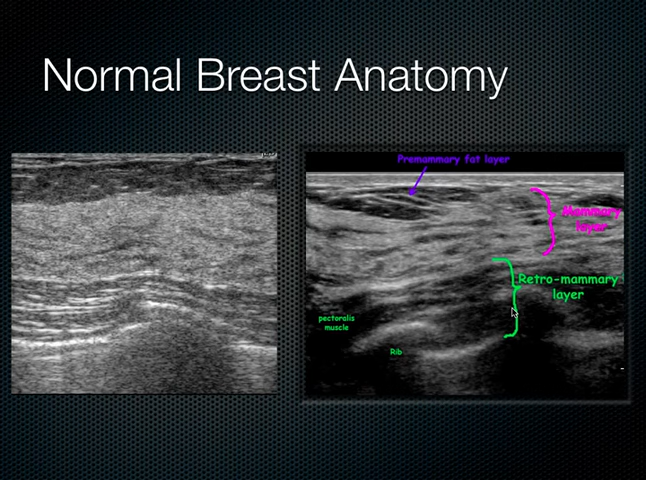 Normal Breast Anatomy
Premammary fat layer
Mammary
layer
Retro-mammary
layer
pectoralis
muscle
Rib